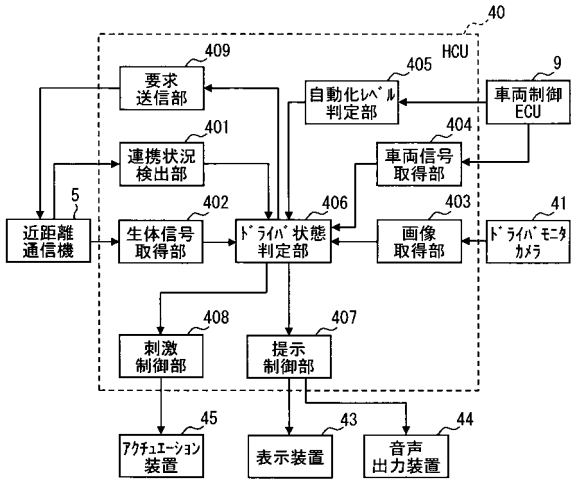 40
HCU
409
要求
送信部
405
自動化ﾚﾍﾞﾙ
判定部
9
車両制御
ECU
401
連携状況
検出部
404
車両信号
取得部
5
近距離
通信機
402
生体信号
取得部
406
ﾄﾞﾗｲﾊﾞ状態
判定部
403
画像
取得部
41
ﾄﾞﾗｲﾊﾞﾓﾆﾀ
カメラ
408
刺激
制御部
407
提示
制御部
45
ｱｸﾁｭｴｰｼｮﾝ
装置
43
表示装置
44
音声
出力装置